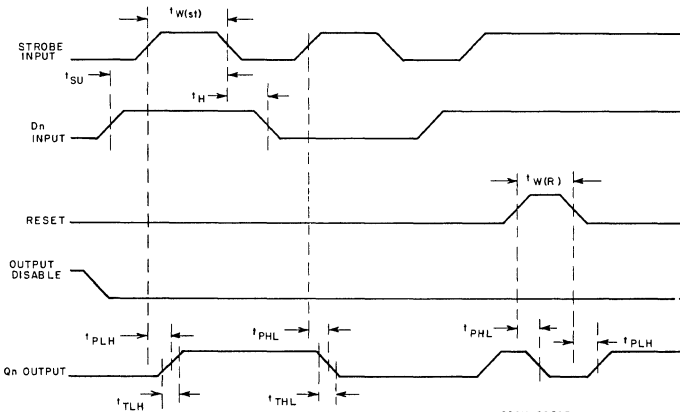 tW(st)
STROBE
INPUT
tSU
tH
Dn
INPUT
tW(R)
RESET
OUTPUT
DISABLE
tPLH
tPHL
tPHL
tPLH
Qn OUTPUT
tTLH
tTHL